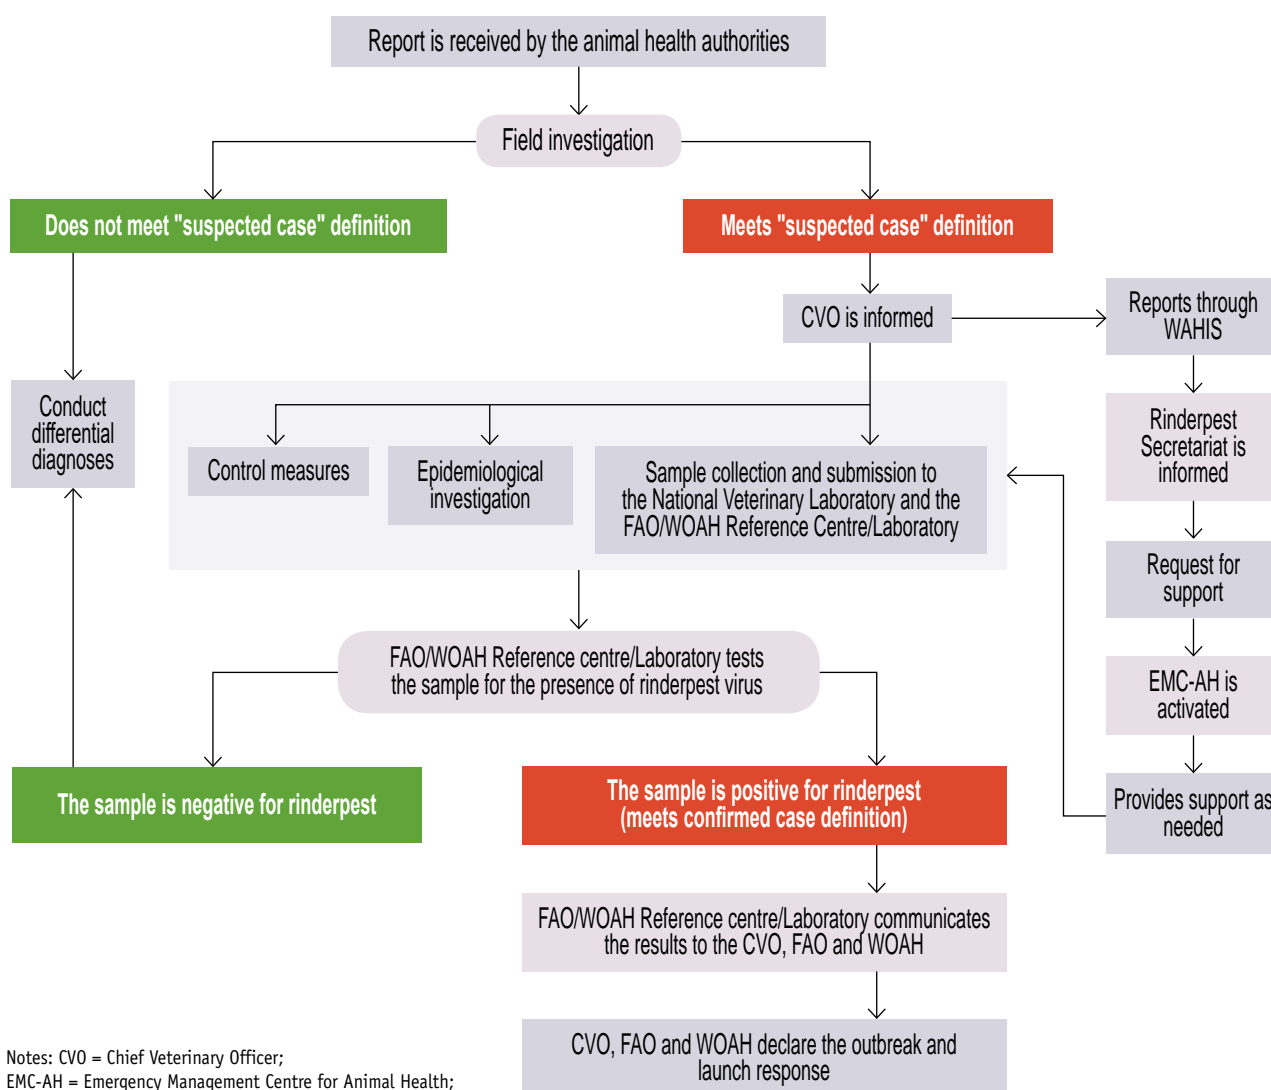 Report is received by the animal health authorities
Field investigation
Does not meet "suspected case" definition
Meets "suspected case" definition
CVO is informed
Reports through
WAHIS
Conduct
differential
diagnoses
Control measures
Epidemiological
investigation
Sample collection and submission to
the National Veterinary Laboratory and the
FAO/WOAH Reference Centre/Laboratory
Rinderpest
Secretariat is
informed
Request for
support
EMC-AH is
activated
Provides support as
needed
FAO/WOAH Reference centre/Laboratory tests
the sample for the presence of rinderpest virus
The sample is negative for rinderpest
The sample is positive for rinderpest
(meets confirmed case definition)
FAO/WOAH Reference centre/Laboratory communicates
the results to the CVO, FAO and WOAH
CVO, FAO and WOAH declare the outbreak and
launch response
Notes: CVO = Chief Veterinary Officer;
EMC-AH = Emergency Management Centre for Animal Health;